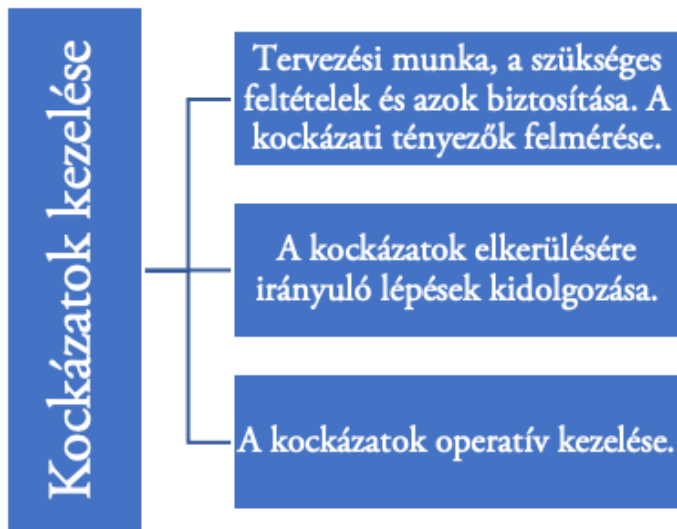 Kockázatok kezelése
Tervezési munka, a szükséges
feltételek és azok biztosítása. A
kockázati tényezők felmérése.
A kockázatok elkerülésére
irányuló lépések kidolgozása.
A kockázatok operatív kezelése.